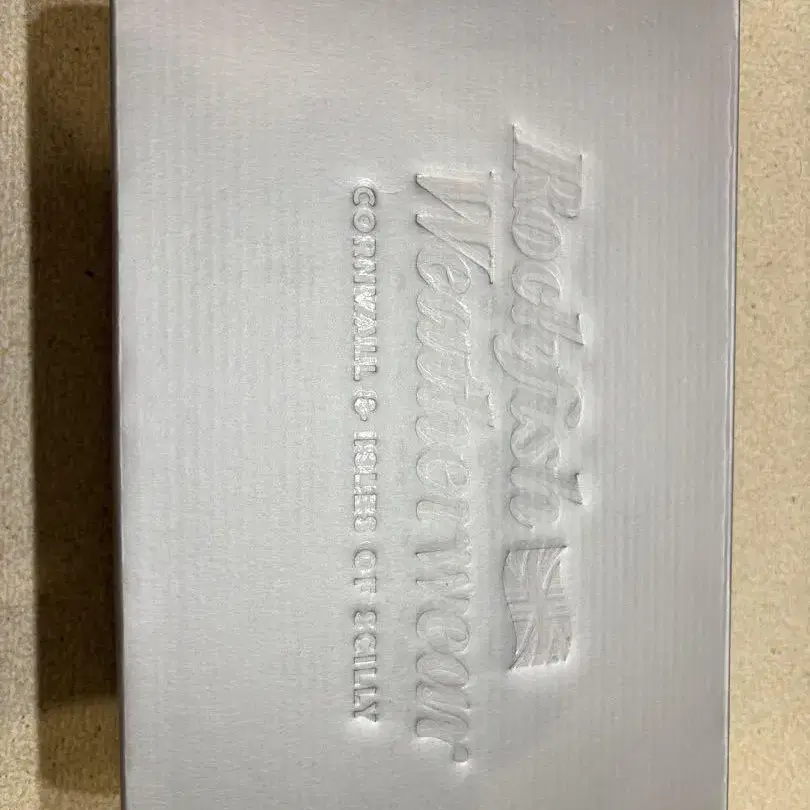 Rockfish
Weatherwear
CORNWALL & ISLES OF SCILLY